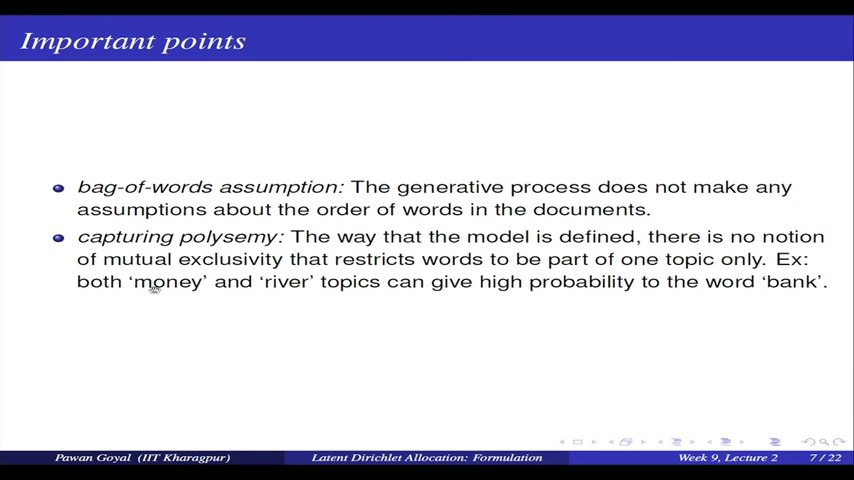 Important points
bag-of-words assumption: The generative process does not make any
assumptions about the order of words in the documents.
capturing polysemy: The way that the model is defined, there is no notion
of mutual exclusivity that restricts words to be part of one topic only. Ex:
both ‘money’ and ‘river’ topics can give high probability to the word ‘bank’.
Pawan Goyal (IIT Kharagpur) Latent Dirichlet Allocation: Formulation Week 9, Lecture 2 7 / 22